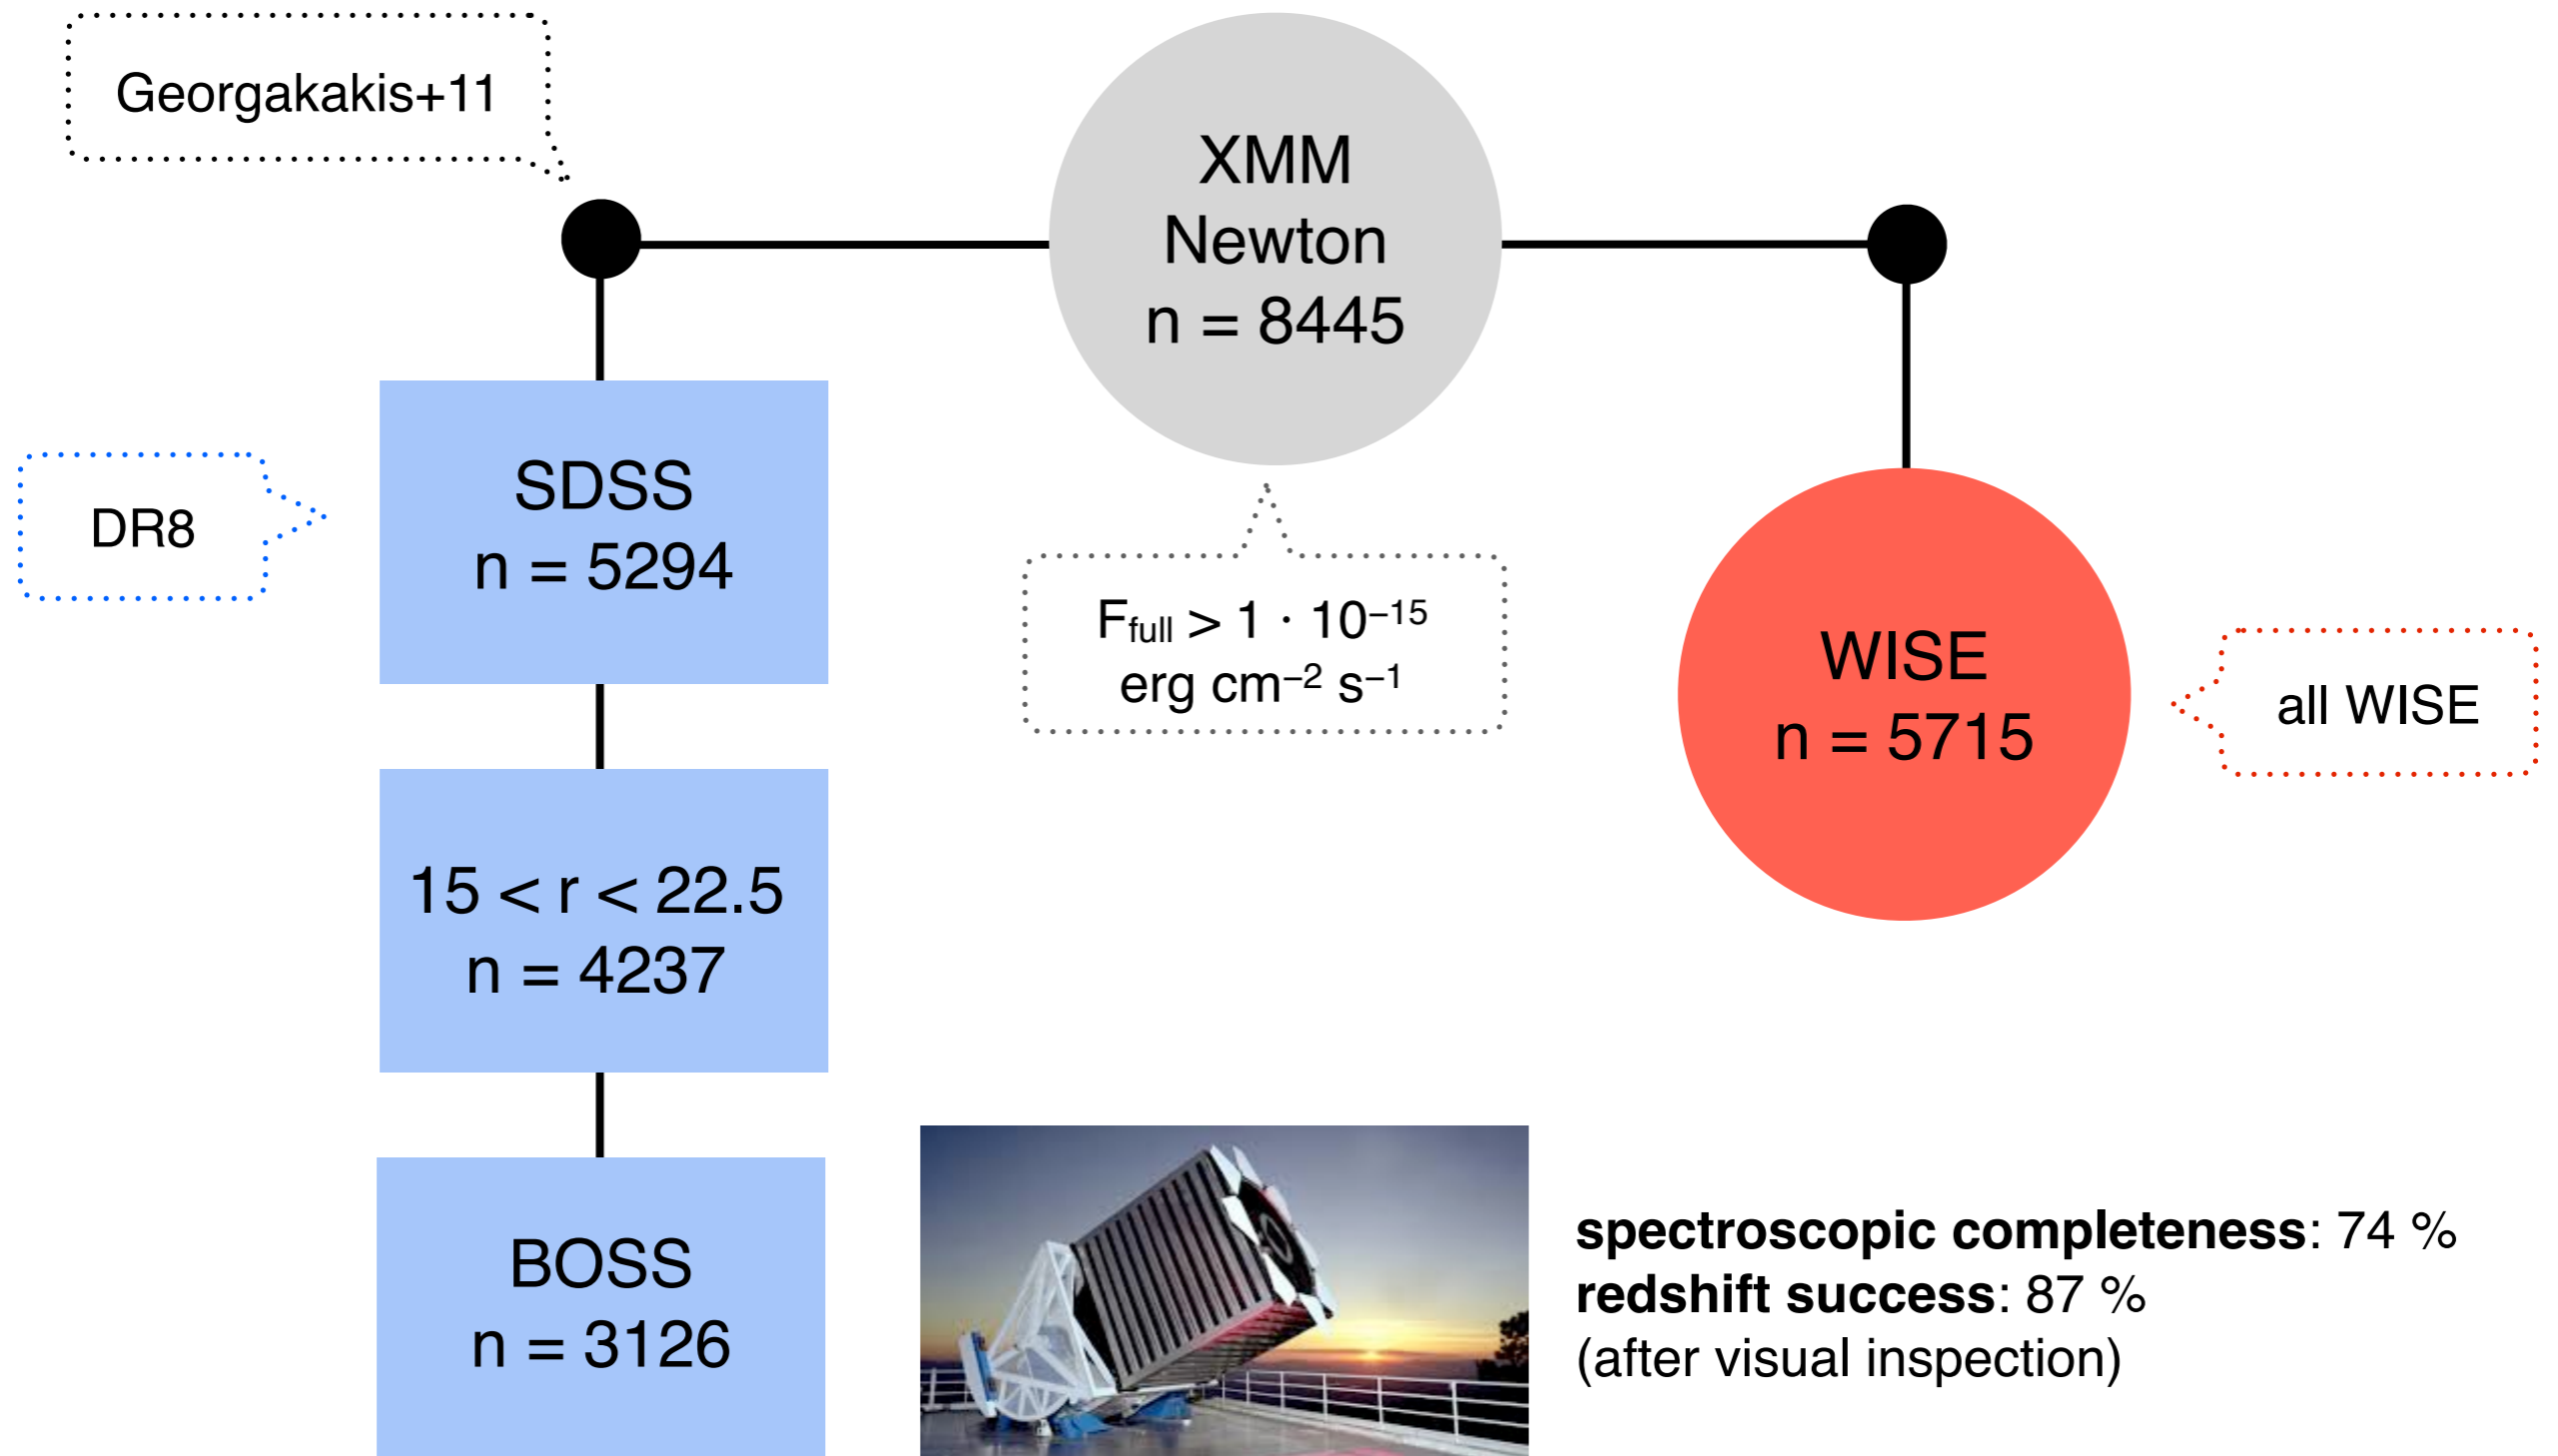 Georgakakis+11
XMM
Newton
n = 8445
SDSS
n = 5294
DR8
F_full > 1 · 10⁻¹⁵
erg cm⁻² s⁻¹
WISE
n = 5715
all WISE
15 < r < 22.5
n = 4237
BOSS
n = 3126
spectroscopic completeness: 74 %
redshift success: 87 %
(after visual inspection)